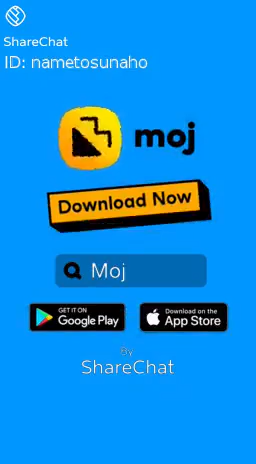 ShareChat
ID: nametosunaho
moj
Download Now
Moj
GET IT ON
Google Play
Download on the
App Store
By
ShareChat